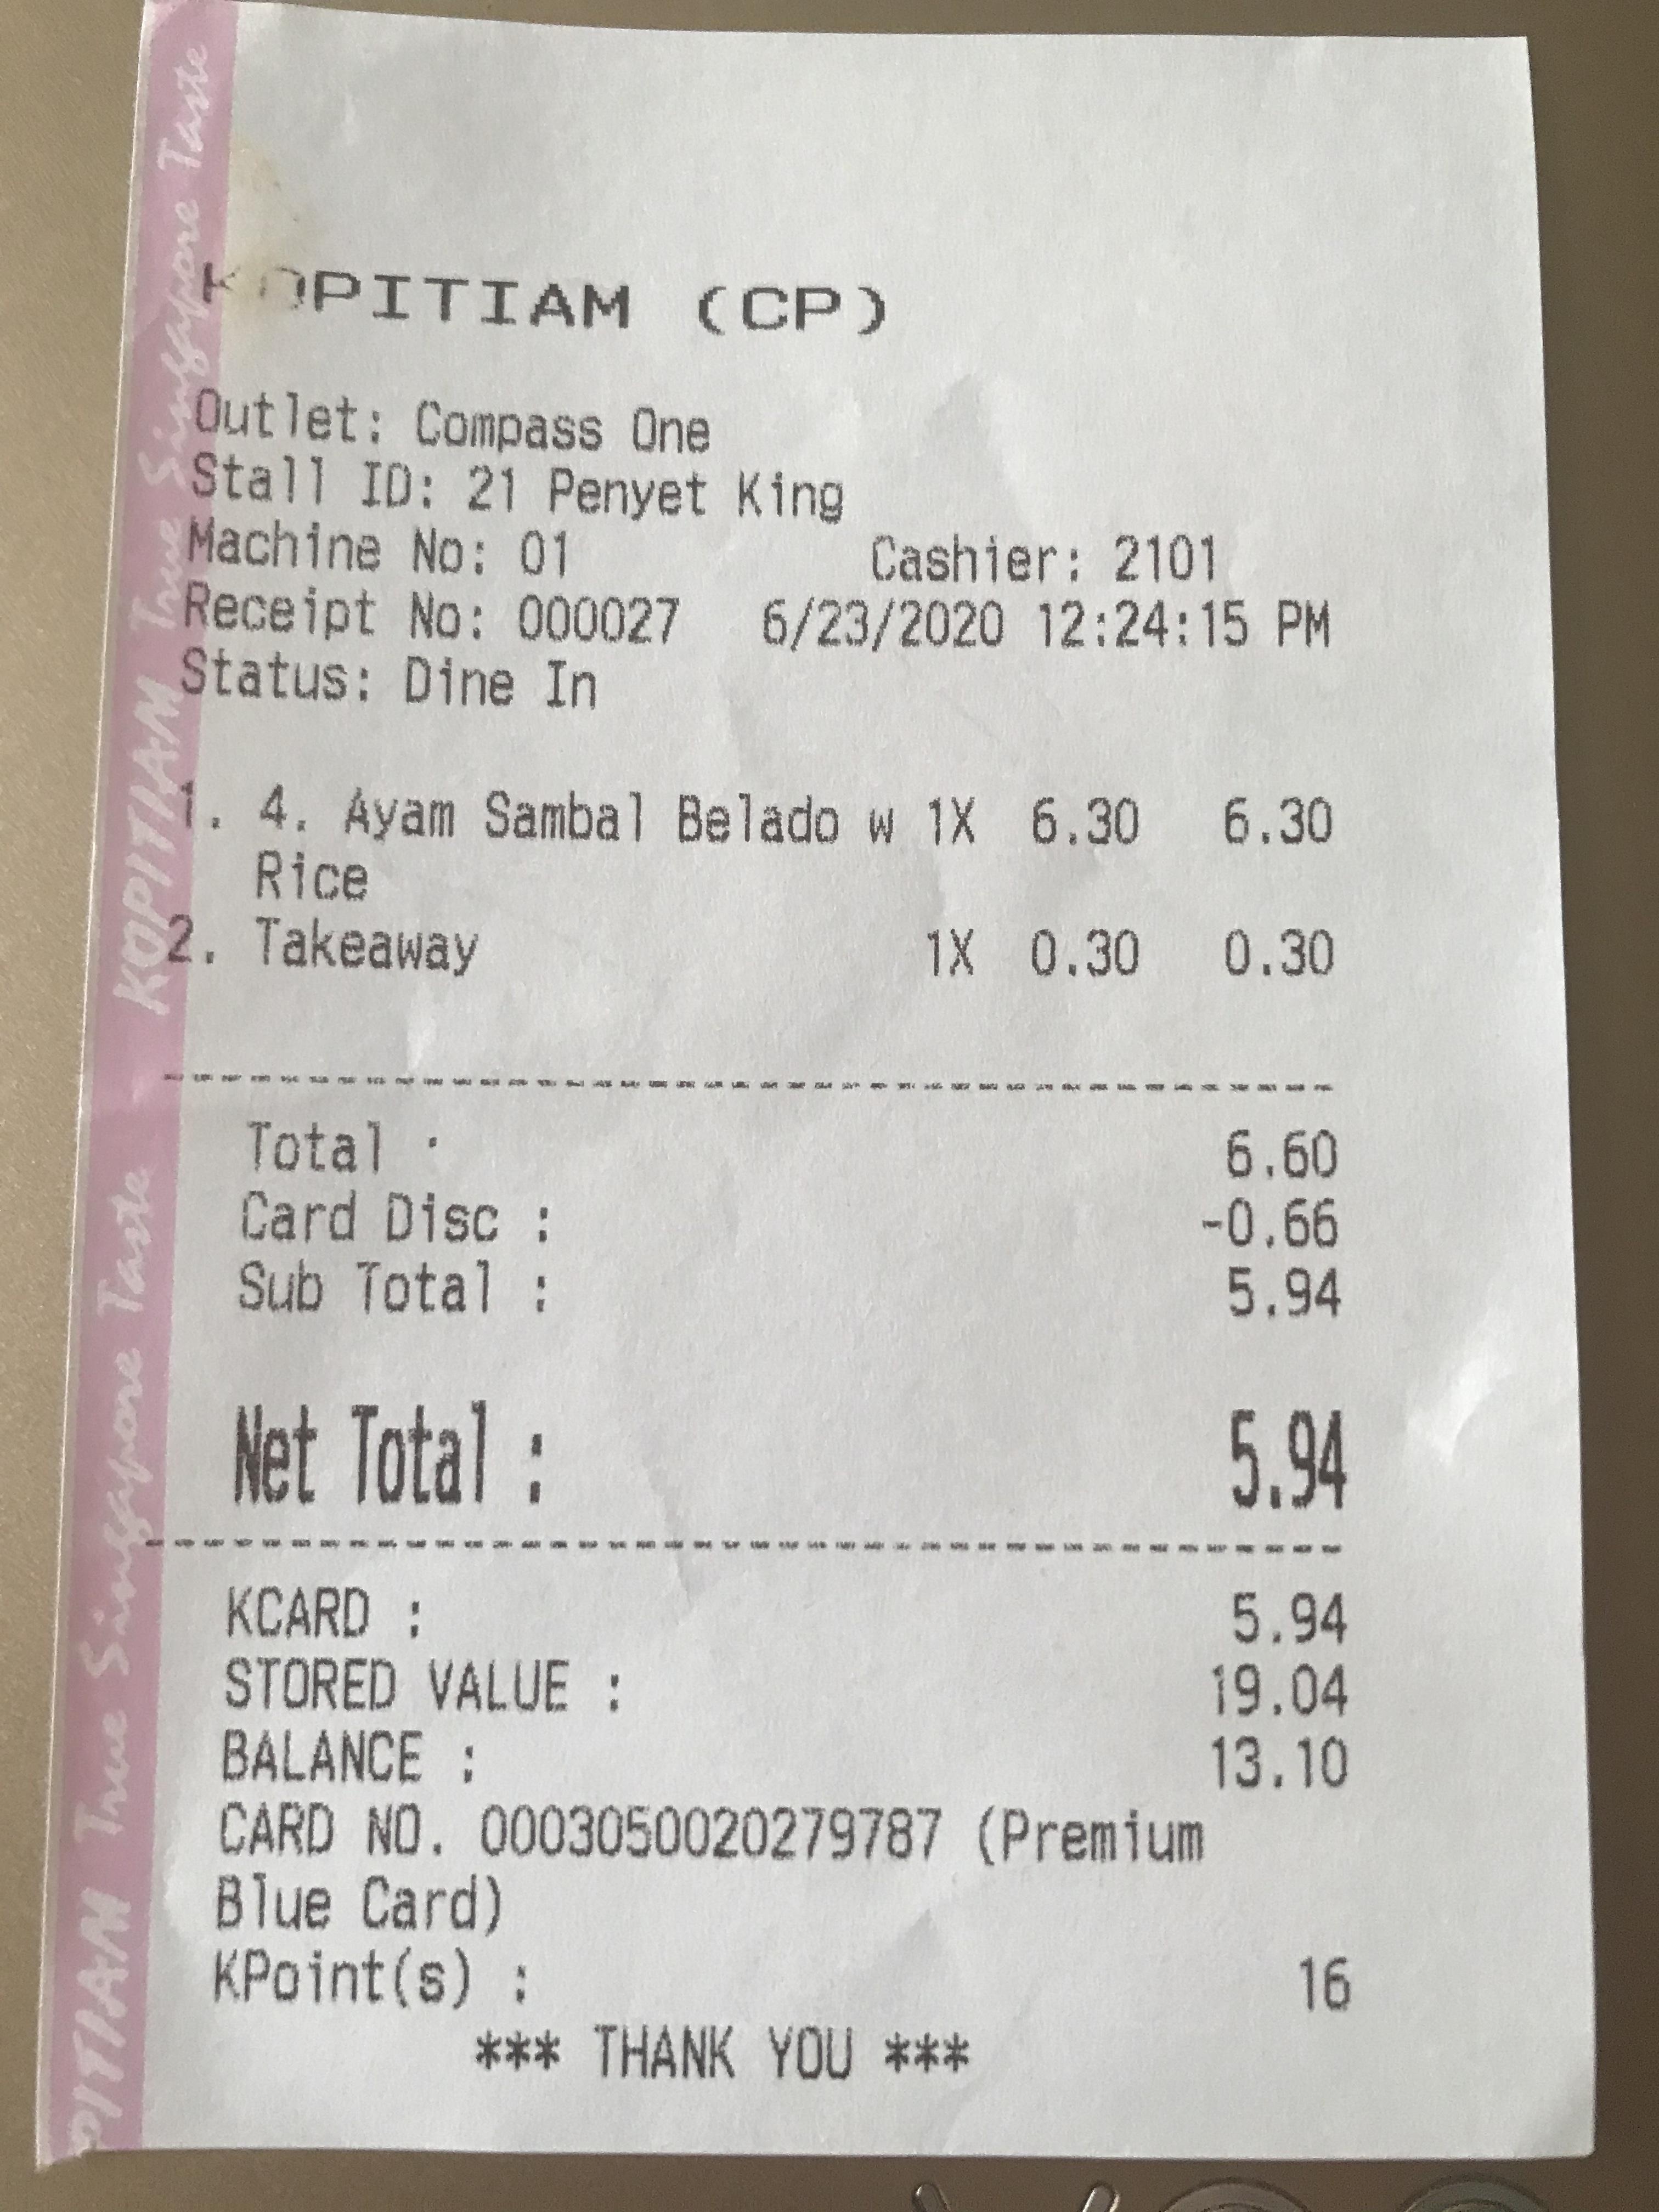 KOPITIAM (CP)
Outlet: Compass One
Stall ID: 21 Penyet King
Machine No: 01 Cashier: 2101
Receipt No: 000027 6/23/2020 12:24:15 PM
Status: Dine In
1. 4. Ayam Sambal Belado w 1X 6.30 6.30
Rice
2. Takeaway 1X 0.30 0.30
Total : 6.60
Card Disc : -0.66
Sub Total : 5.94
Net Total : 5.94
KCARD : 5.94
STORED VALUE : 19.04
BALANCE : 13.10
CARD NO. 0003050020279787 (Premium
Blue Card)
KPoint(s) : 16
*** THANK YOU ***
OPITIAM True Singapore Taste KOPITIAM True Singapore Taste